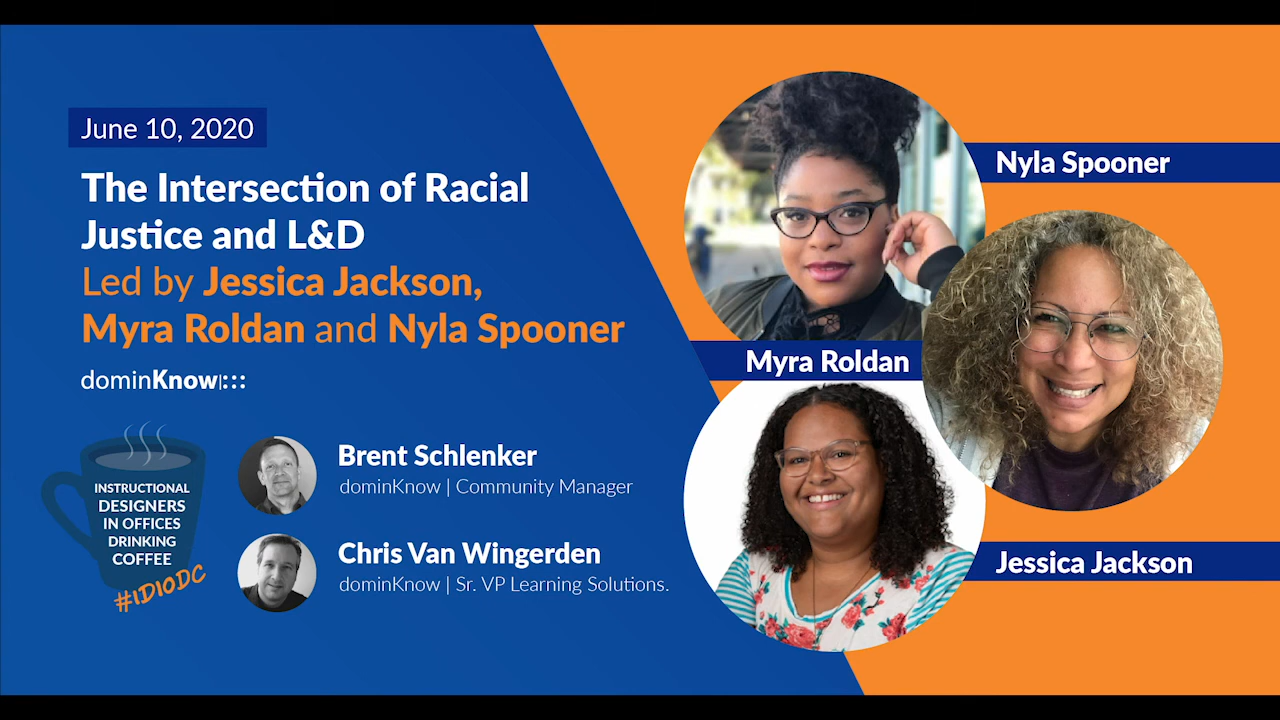 June 10, 2020
The Intersection of Racial
Justice and L&D
Led by Jessica Jackson,
Myra Roldan and Nyla Spooner
dominKnow|:::
INSTRUCTIONAL
DESIGNERS
IN OFFICES
DRINKING
COFFEE
#IDIODC
Brent Schlenker
dominKnow | Community Manager
Chris Van Wingerden
dominKnow | Sr. VP Learning Solutions.
Nyla Spooner
Myra Roldan
Jessica Jackson